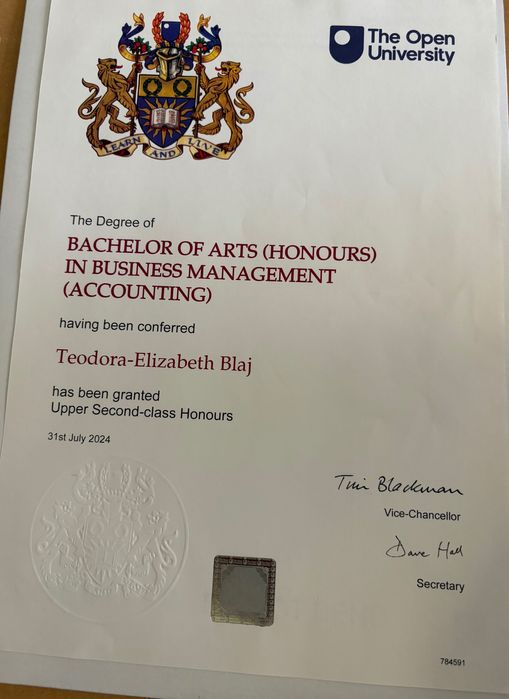 The Open
University
LEARN AND LIVE
The Degree of
BACHELOR OF ARTS (HONOURS)
IN BUSINESS MANAGEMENT
(ACCOUNTING)
having been conferred
Teodora-Elizabeth Blaj
has been granted
Upper Second-class Honours
31st July 2024
Tim Blackman
Vice-Chancellor
Dave Hall
Secretary
784591